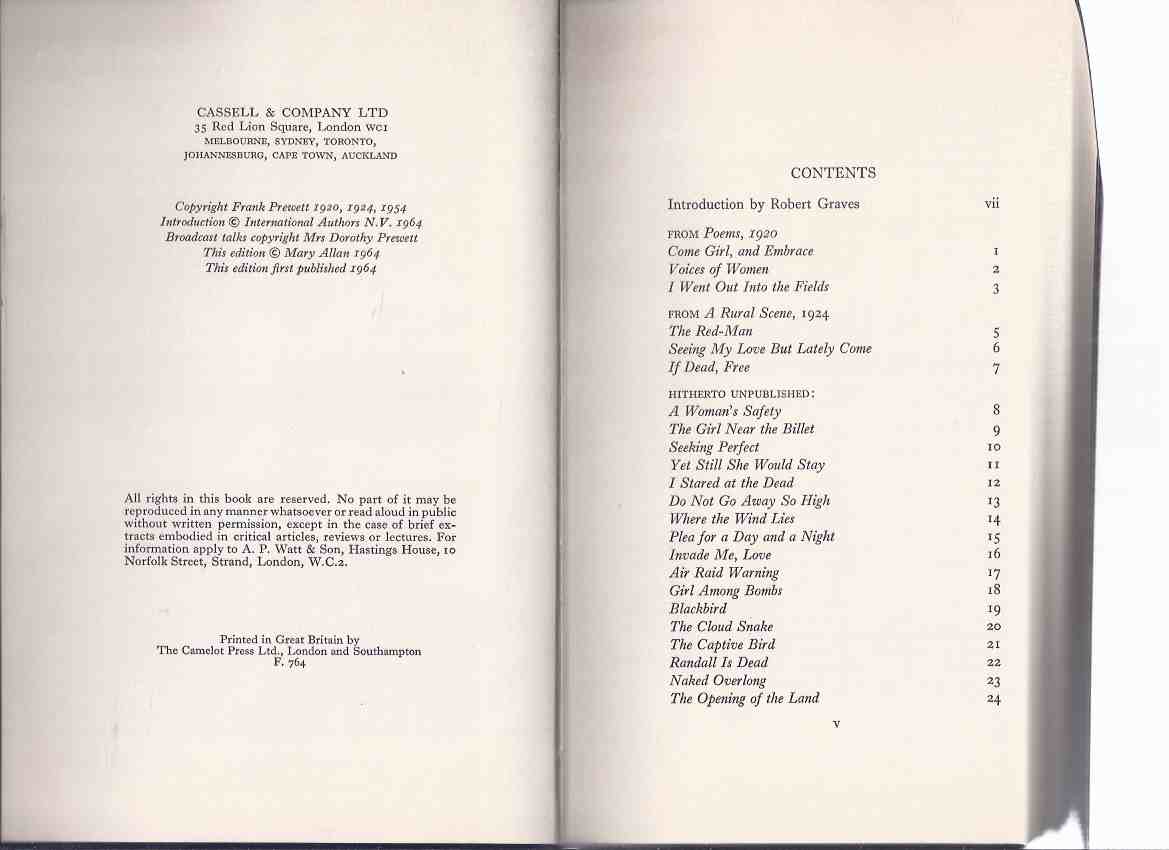 CASSELL & COMPANY LTD
35 Red Lion Square, London WC1
MELBOURNE, SYDNEY, TORONTO,
JOHANNESBURG, CAPE TOWN, AUCKLAND
Copyright Frank Prewett 1920, 1924, 1954
Introduction © International Authors N.V. 1964
Broadcast talks copyright Mrs Dorothy Prewett
This edition © Mary Allan 1964
This edition first published 1964
All rights in this book are reserved. No part of it may be
reproduced in any manner whatsoever or read aloud in public
without written permission, except in the case of brief ex-
tracts embodied in critical articles, reviews or lectures. For
information apply to A. P. Watt & Son, Hastings House, 10
Norfolk Street, Strand, London, W.C.2.
Printed in Great Britain by
The Camelot Press Ltd., London and Southampton
F. 764
CONTENTS
Introduction by Robert Graves vii
FROM Poems, 1920
Come Girl, and Embrace 1
Voices of Women 2
I Went Out Into the Fields 3
FROM A Rural Scene, 1924
The Red-Man 5
Seeing My Love But Lately Come 6
If Dead, Free 7
HITHERTO UNPUBLISHED:
A Woman's Safety 8
The Girl Near the Billet 9
Seeking Perfect 10
Yet Still She Would Stay 11
I Stared at the Dead 12
Do Not Go Away So High 13
Where the Wind Lies 14
Plea for a Day and a Night 15
Invade Me, Love 16
Air Raid Warning 17
Girl Among Bombs 18
Blackbird 19
The Cloud Snake 20
The Captive Bird 21
Randall Is Dead 22
Naked Overlong 23
The Opening of the Land 24
v